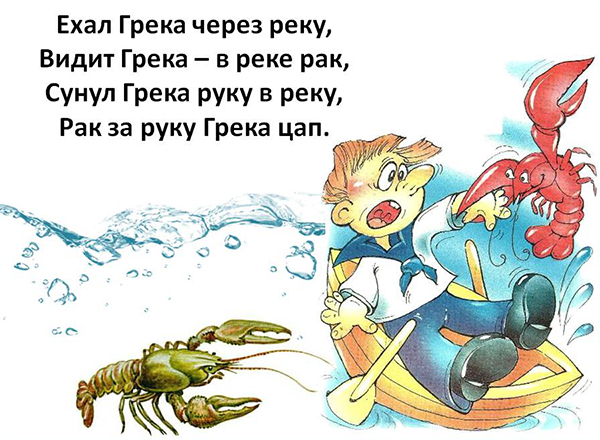 Ехал Грека через реку,
Видит Грека – в реке рак,
Сунул Грека руку в реку,
Рак за руку Грека цап.